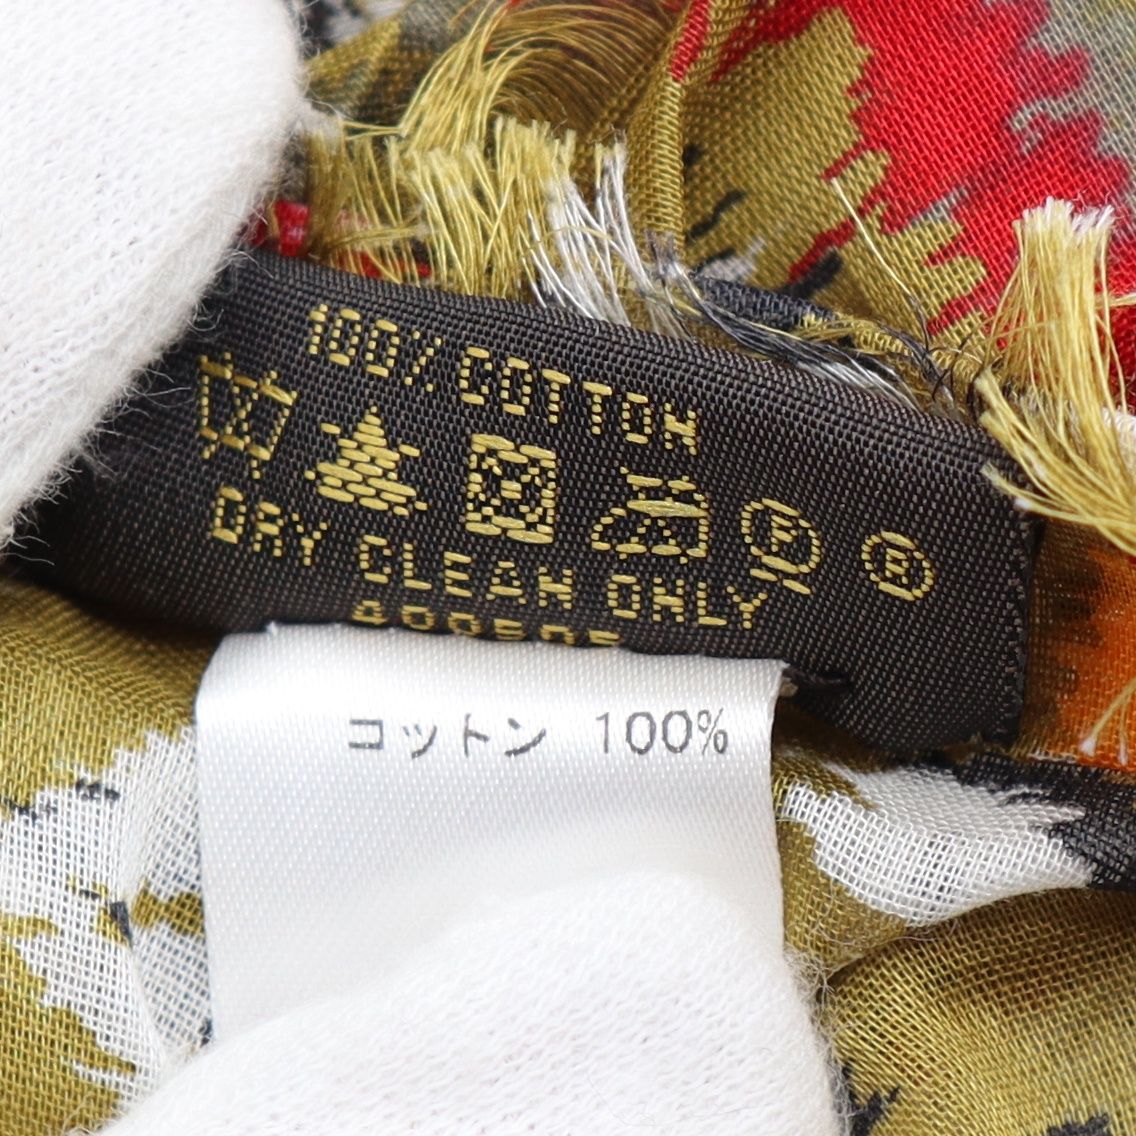 100% COTTON
Ⓟ Ⓡ
DRY CLEAN ONLY
コットン 100%